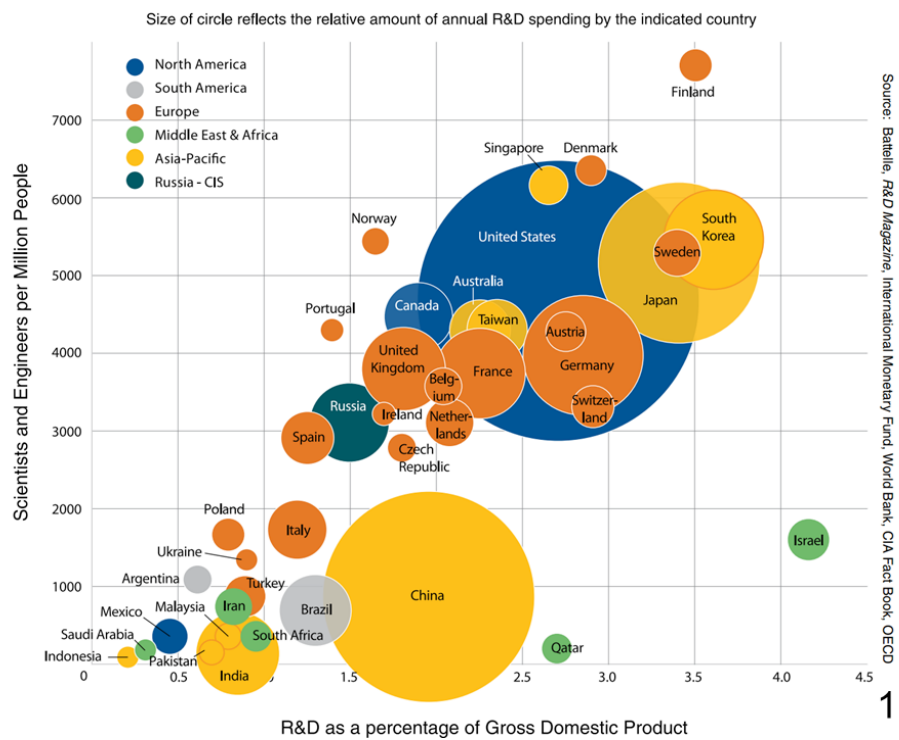 Size of circle reflects the relative amount of annual R&D spending by the indicated country
North America
South America
Europe
Middle East & Africa
Asia-Pacific
Russia - CIS
Scientists and Engineers per Million People
7000
6000
5000
4000
3000
2000
1000
Finland
Singapore
Denmark
Norway
United States
South
Korea
Sweden
Australia
Canada
Japan
Portugal
Taiwan
Austria
United
Kingdom
France
Germany
Belg-
ium
Switzer-
land
Russia
Ireland
Nether-
lands
Spain
Czech
Republic
Poland
Italy
Israel
Ukraine
Argentina
Turkey
China
Mexico
Malaysia
Iran
Brazil
Saudi Arabia
South Africa
Qatar
Indonesia
Pakistan
India
0
0.5
1.5
2.5
3.0
3.5
4.0
4.5
R&D as a percentage of Gross Domestic Product
Source: Battelle, R&D Magazine, International Monetary Fund, World Bank, CIA Fact Book, OECD
1